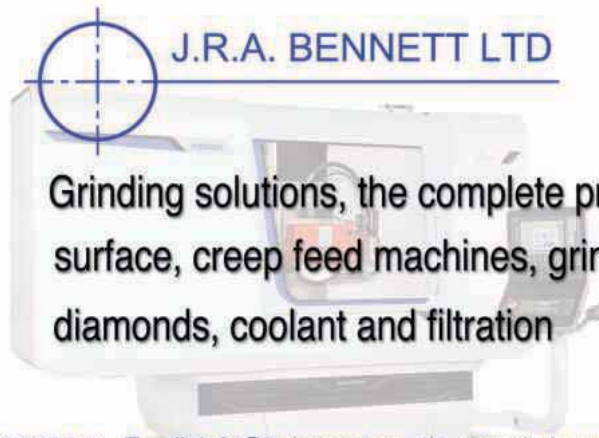 J.R.A. BENNETT LTD
Grinding solutions, the complete
surface, creep feed machines,
diamonds, coolant and filtration